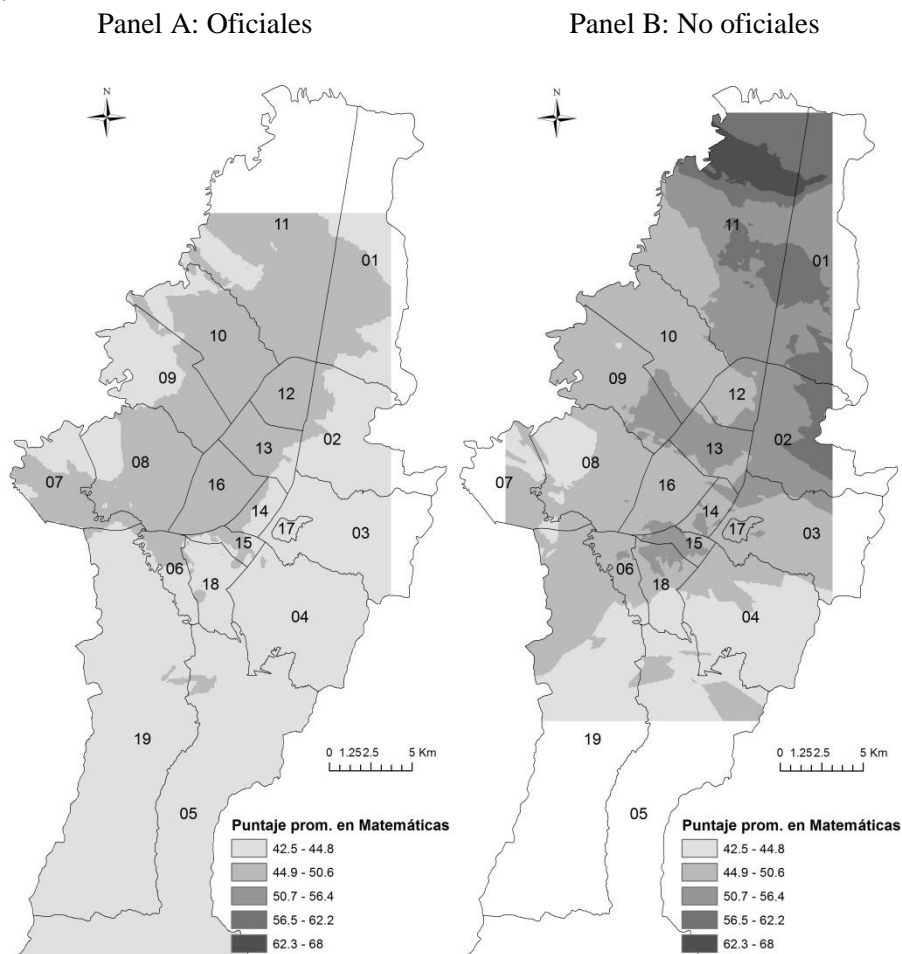 Panel A: Oficiales
Panel B: No oficiales
N
11
01
10
09
12
02
13
08
07
16
14
17
03
15
06
18
04
19
05
0 1.25 2.5 5 Km
Puntaje prom. en Matemáticas
42.5 - 44.8
44.9 - 50.6
50.7 - 56.4
56.5 - 62.2
62.3 - 68
N
11
01
10
09
12
02
13
08
07
16
14
17
03
15
06
18
04
19
05
0 1.25 2.5 5 Km
Puntaje prom. en Matemáticas
42.5 - 44.8
44.9 - 50.6
50.7 - 56.4
56.5 - 62.2
62.3 - 68